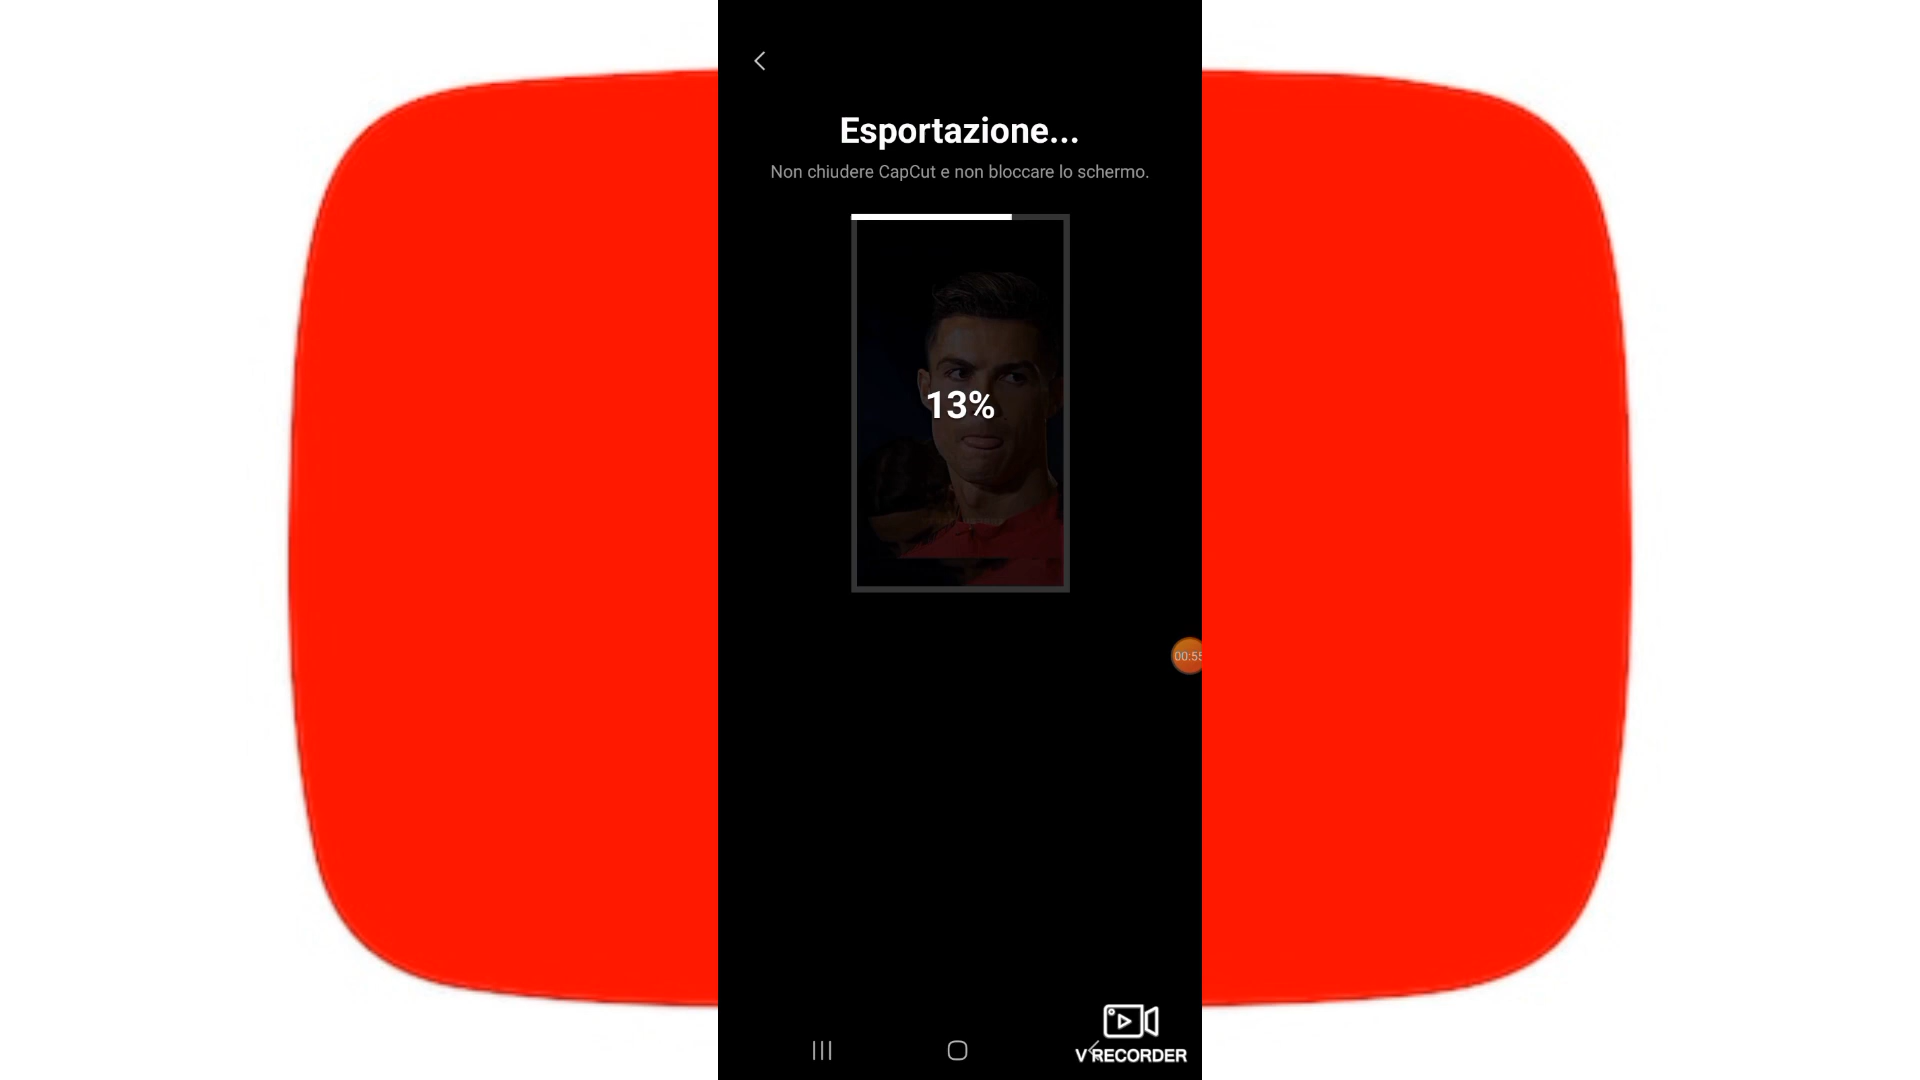 Esportazione...
Non chiudere CapCut e non bloccare lo schermo.
13%
00:55
V RECORDER